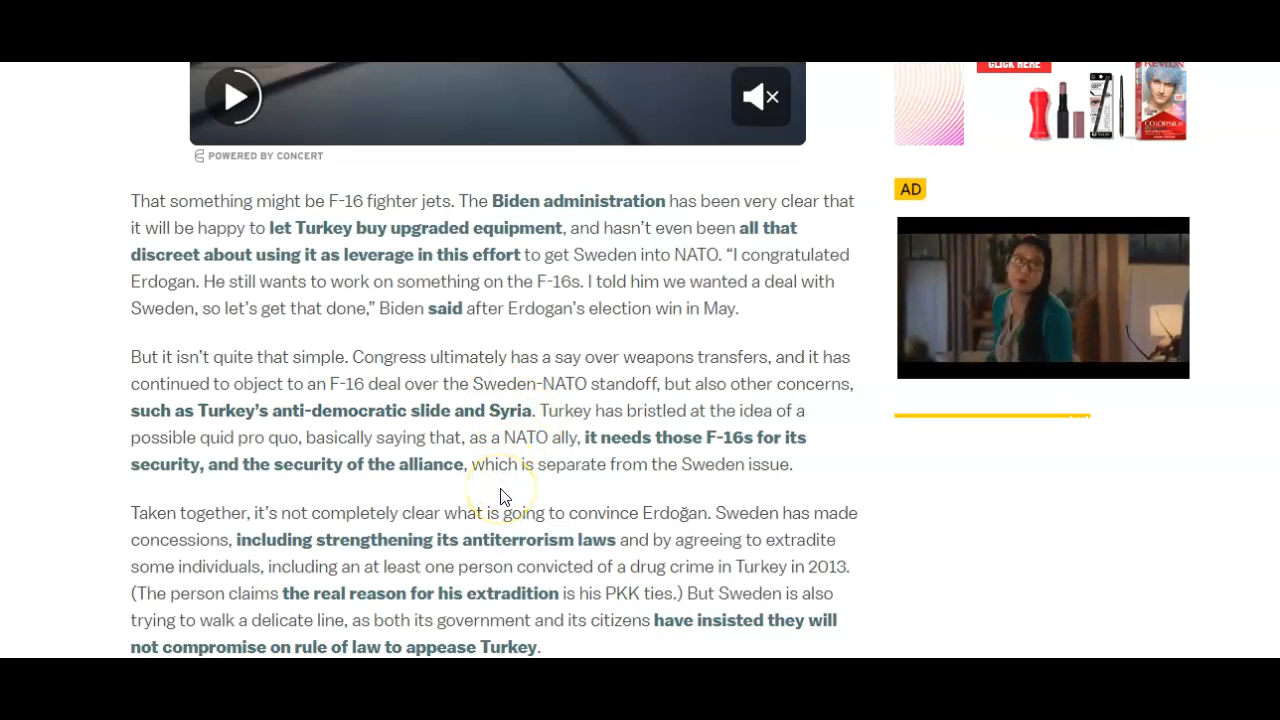 CLICK HERE
REVLON
COLORSILK
PENCIL
POWERED BY CONCERT
AD
That something might be F-16 fighter jets. The Biden administration has been very clear that
it will be happy to let Turkey buy upgraded equipment, and hasn’t even been all that
discreet about using it as leverage in this effort to get Sweden into NATO. “I congratulated
Erdogan. He still wants to work on something on the F-16s. I told him we wanted a deal with
Sweden, so let’s get that done,” Biden said after Erdogan’s election win in May.
But it isn’t quite that simple. Congress ultimately has a say over weapons transfers, and it has
continued to object to an F-16 deal over the Sweden-NATO standoff, but also other concerns,
such as Turkey’s anti-democratic slide and Syria. Turkey has bristled at the idea of a
possible quid pro quo, basically saying that, as a NATO ally, it needs those F-16s for its
security, and the security of the alliance, which is separate from the Sweden issue.
Taken together, it’s not completely clear what is going to convince Erdoğan. Sweden has made
concessions, including strengthening its antiterrorism laws and by agreeing to extradite
some individuals, including an at least one person convicted of a drug crime in Turkey in 2013.
(The person claims the real reason for his extradition is his PKK ties.) But Sweden is also
trying to walk a delicate line, as both its government and its citizens have insisted they will
not compromise on rule of law to appease Turkey.